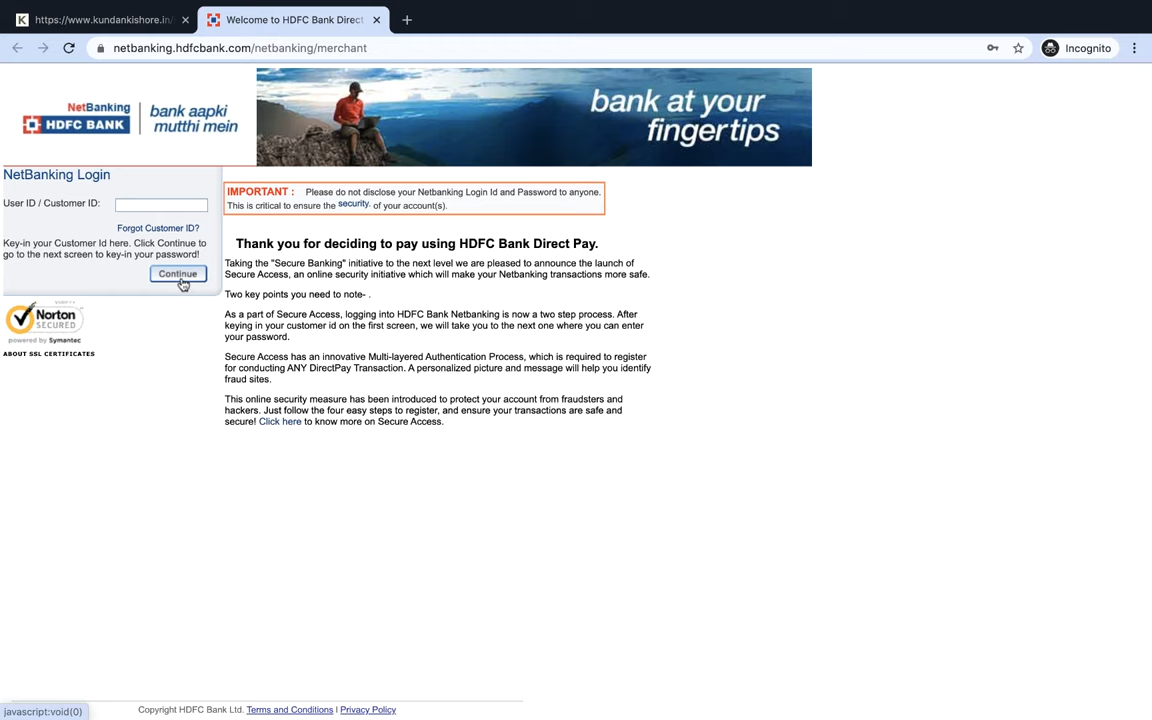 K https://www.kundankishore.in/
Welcome to HDFC Bank Direct
netbanking.hdfcbank.com/netbanking/merchant
Incognito
NetBanking
HDFC BANK
bank aapki
mutthi mein
bank at your
fingertips
NetBanking Login
User ID / Customer ID:
Forgot Customer ID?
Key-in your Customer Id here. Click Continue to
go to the next screen to key-in your password!
Continue
Norton
SECURED
powered by Symantec
ABOUT SSL CERTIFICATES
IMPORTANT : Please do not disclose your Netbanking Login Id and Password to anyone.
This is critical to ensure the security. of your account(s).
Thank you for deciding to pay using HDFC Bank Direct Pay.
Taking the "Secure Banking" initiative to the next level we are pleased to announce the launch of
Secure Access, an online security initiative which will make your Netbanking transactions more safe.
Two key points you need to note- .
As a part of Secure Access, logging into HDFC Bank Netbanking is now a two step process. After
keying in your customer id on the first screen, we will take you to the next one where you can enter
your password.
Secure Access has an innovative Multi-layered Authentication Process, which is required to register
for conducting ANY DirectPay Transaction. A personalized picture and message will help you identify
fraud sites.
This online security measure has been introduced to protect your account from fraudsters and
hackers. Just follow the four easy steps to register, and ensure your transactions are safe and
secure! Click here to know more on Secure Access.
javascript:void(0)
Copyright HDFC Bank Ltd. Terms and Conditions I Privacy Policy